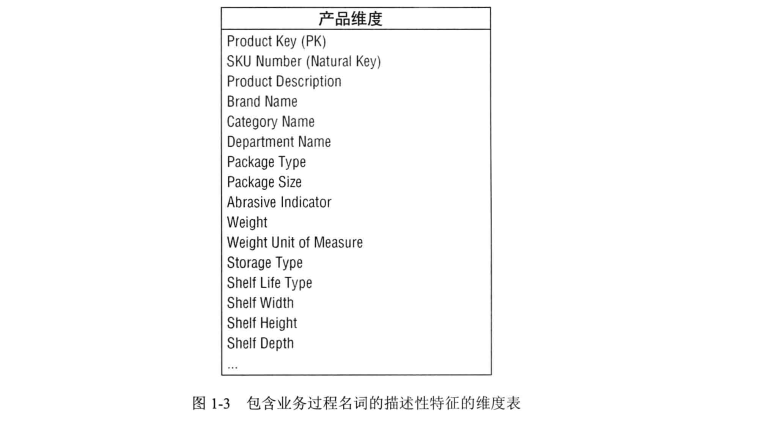 产品维度
Product Key (PK)
SKU Number (Natural Key)
Product Description
Brand Name
Category Name
Department Name
Package Type
Package Size
Abrasive Indicator
Weight
Weight Unit of Measure
Storage Type
Shelf Life Type
Shelf Width
Shelf Height
Shelf Depth
...
图 1-3 包含业务过程名词的描述性特征的维度表